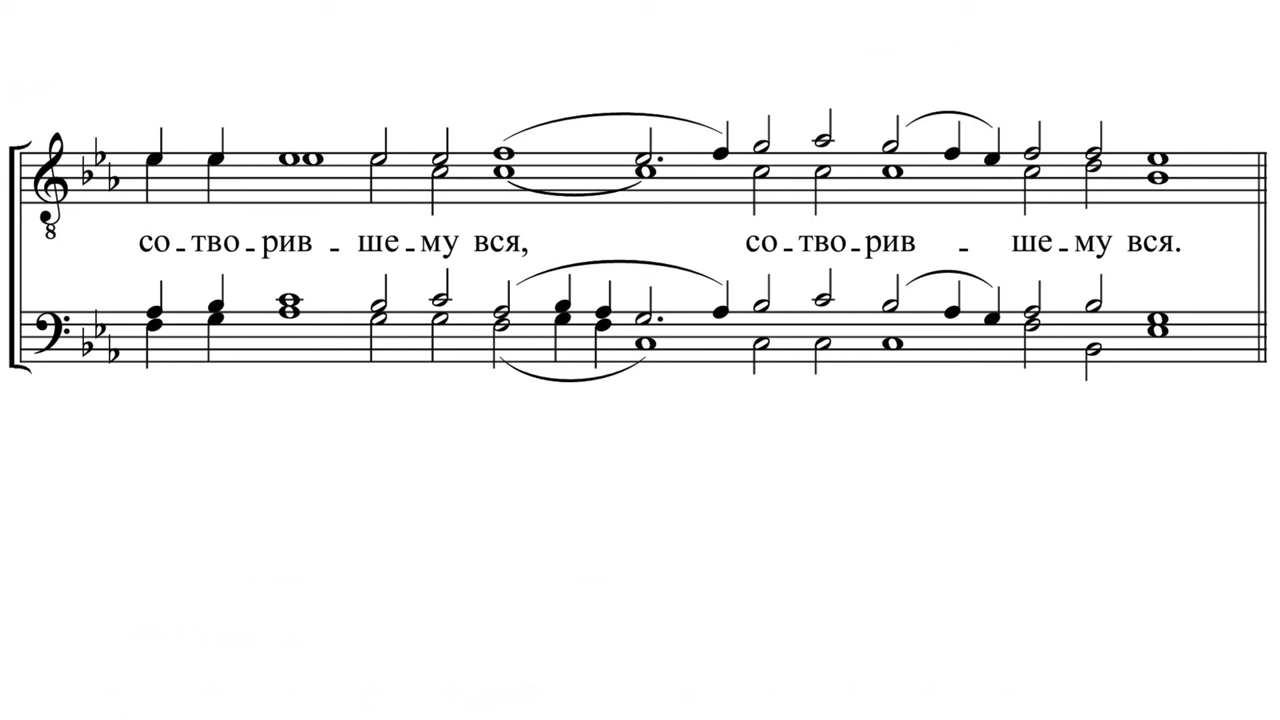 со - тво - рив - ше - му вся, со - тво - рив - ше - му вся.